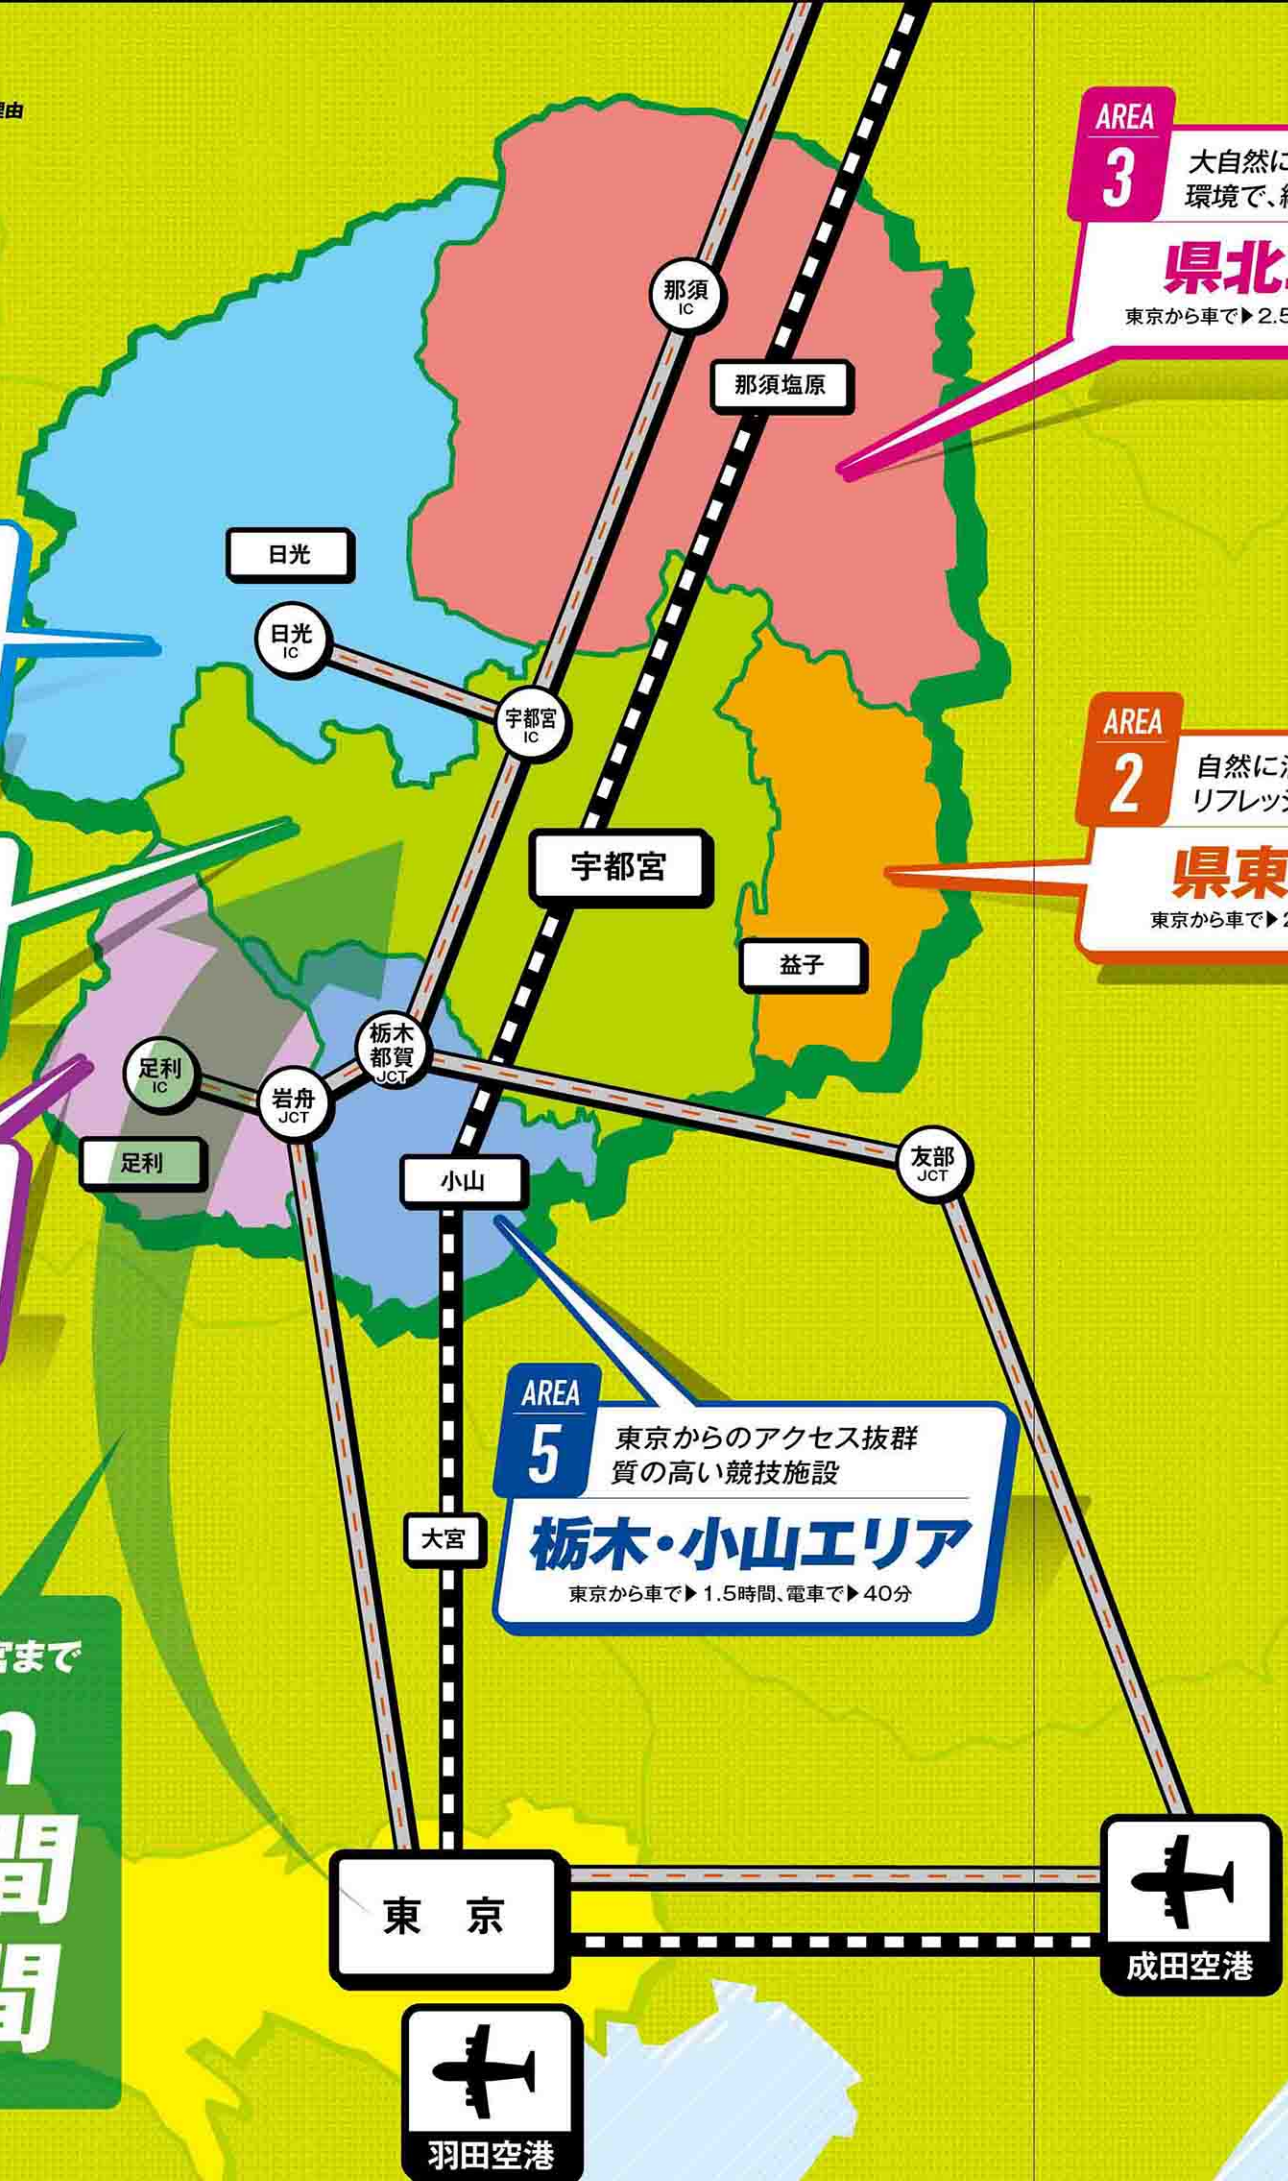 理由
AREA
3
大自然に
環境で、
県北
東京から車で▶2.5
那須
IC
那須塩原
日光
日光
IC
宇都宮
IC
AREA
2
自然に
リフレッシ
県東
東京から車で▶2
宇都宮
益子
栃木
都賀
JCT
足利
IC
岩舟
JCT
足利
小山
友部
JCT
AREA
5
東京からのアクセス抜群
質の高い競技施設
栃木・小山エリア
東京から車で▶1.5時間、電車で▶40分
大宮
宮まで
間
間
東 京
成田空港
羽田空港